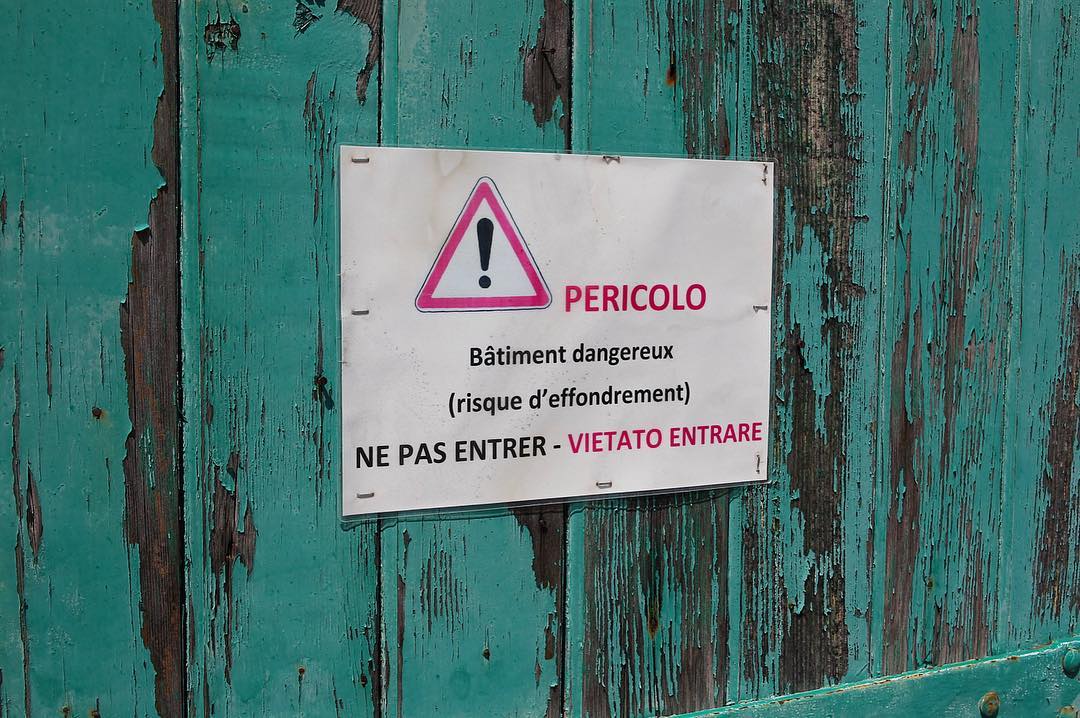 PERICOLO
Bâtiment dangereux
(risque d'effondrement)
NE PAS ENTRER - VIETATO ENTRARE